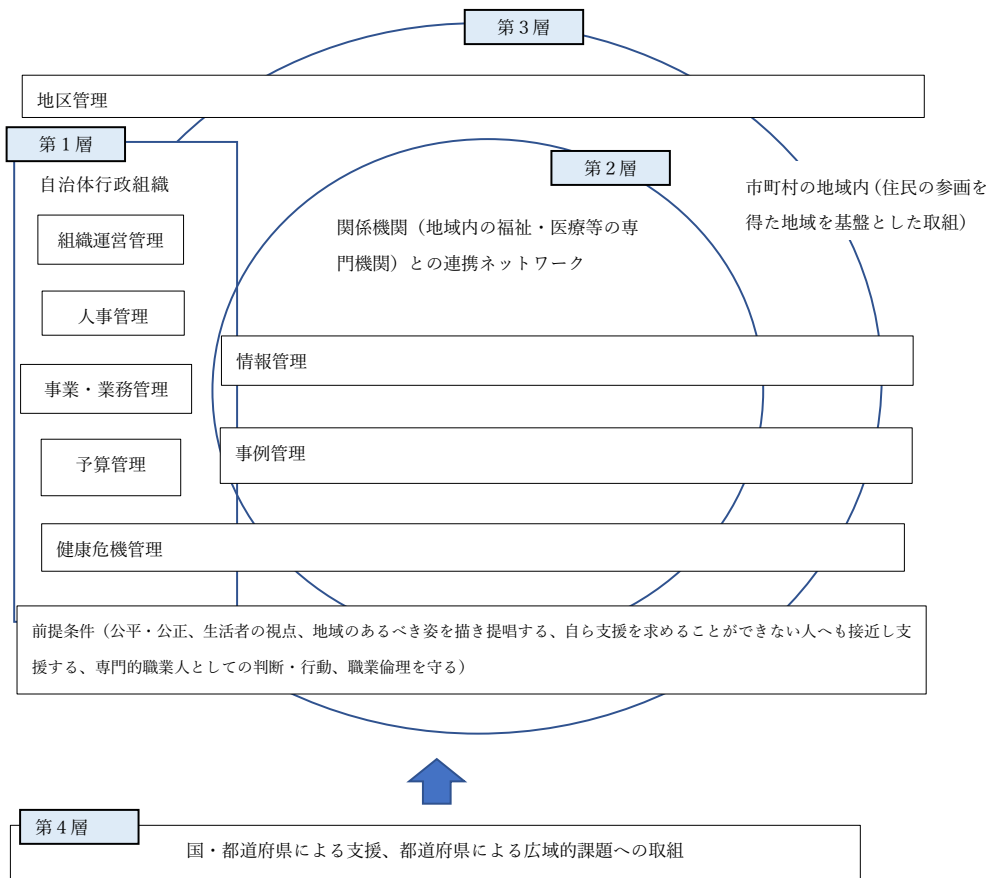 第３層
地区管理
第１層
自治体行政組織
組織運営管理
人事管理
事業・業務管理
予算管理
第２層
関係機関（地域内の福祉・医療等の専
門機関）との連携ネットワーク
市町村の地域内（住民の参画を
得た地域を基盤とした取組）
情報管理
事例管理
健康危機管理
前提条件（公平・公正、生活者の視点、地域のあるべき姿を描き提唱する、自ら支援を求めることができない人へも接近し支
援する、専門的職業人としての判断・行動、職業倫理を守る）
第４層
国・都道府県による支援、都道府県による広域的課題への取組